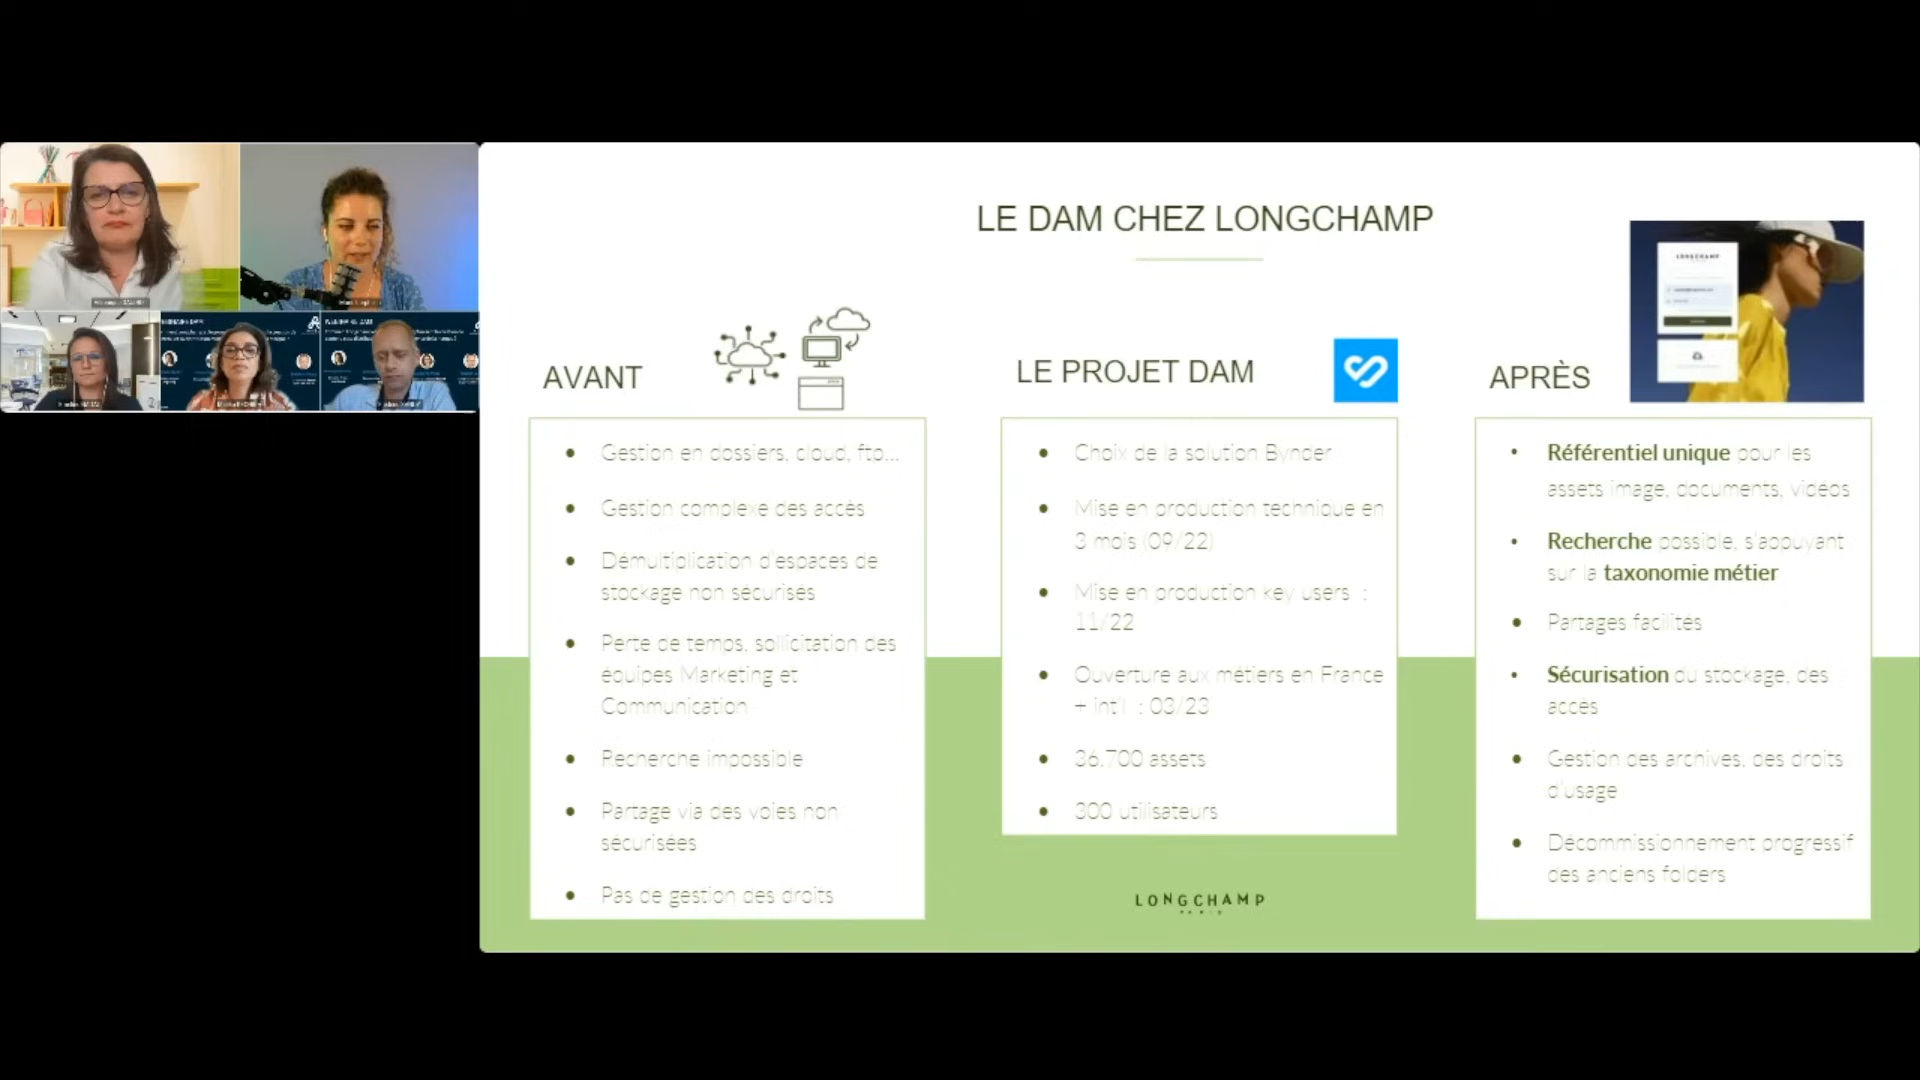 LE DAM CHEZ LONGCHAMP
AVANT
Gestion en dossiers, cloud, ftp...
Gestion complexe des accès
Démultiplication d'espaces de
stockage non sécurisés
Perte de temps, sollicitation des
équipes Marketing et
Communication
Recherche impossible
Partage via des voies non
sécurisées
Pas de gestion des droits
LE PROJET DAM
Choix de la solution Bynder
Mise en production technique en
3 mois (09/22)
Mise en production key users :
11/22
Ouverture aux métiers en France
+ int'l : 03/23
36.700 assets
300 utilisateurs
LONGCHAMP
PARIS
APRÈS
LONGCHAMP
Référentiel unique pour les
assets image, documents, vidéos
Recherche possible, s'appuyant
sur la taxonomie métier
Partages facilités
Sécurisation du stockage, des
accès
Gestion des archives, des droits
d'usage
Décommissionnement progressif
des anciens folders